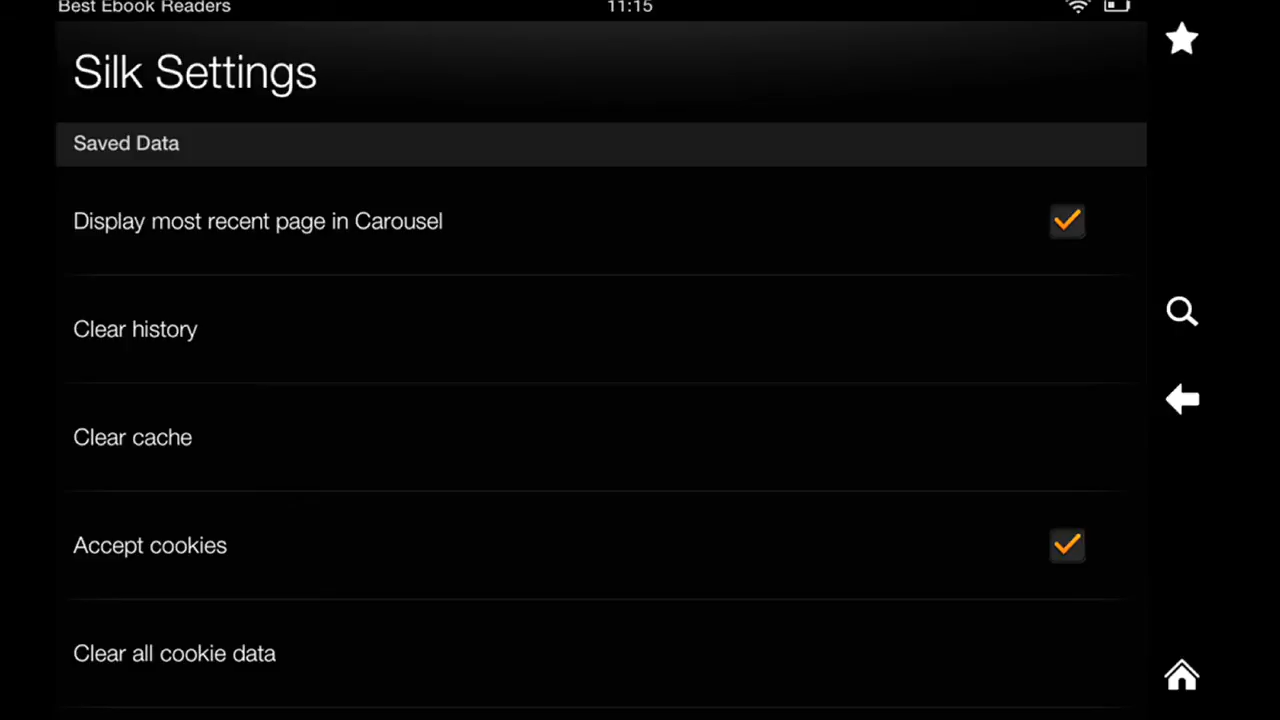 Best Ebook Readers
11:15
Silk Settings
Saved Data
Display most recent page in Carousel
Clear history
Clear cache
Accept cookies
Clear all cookie data